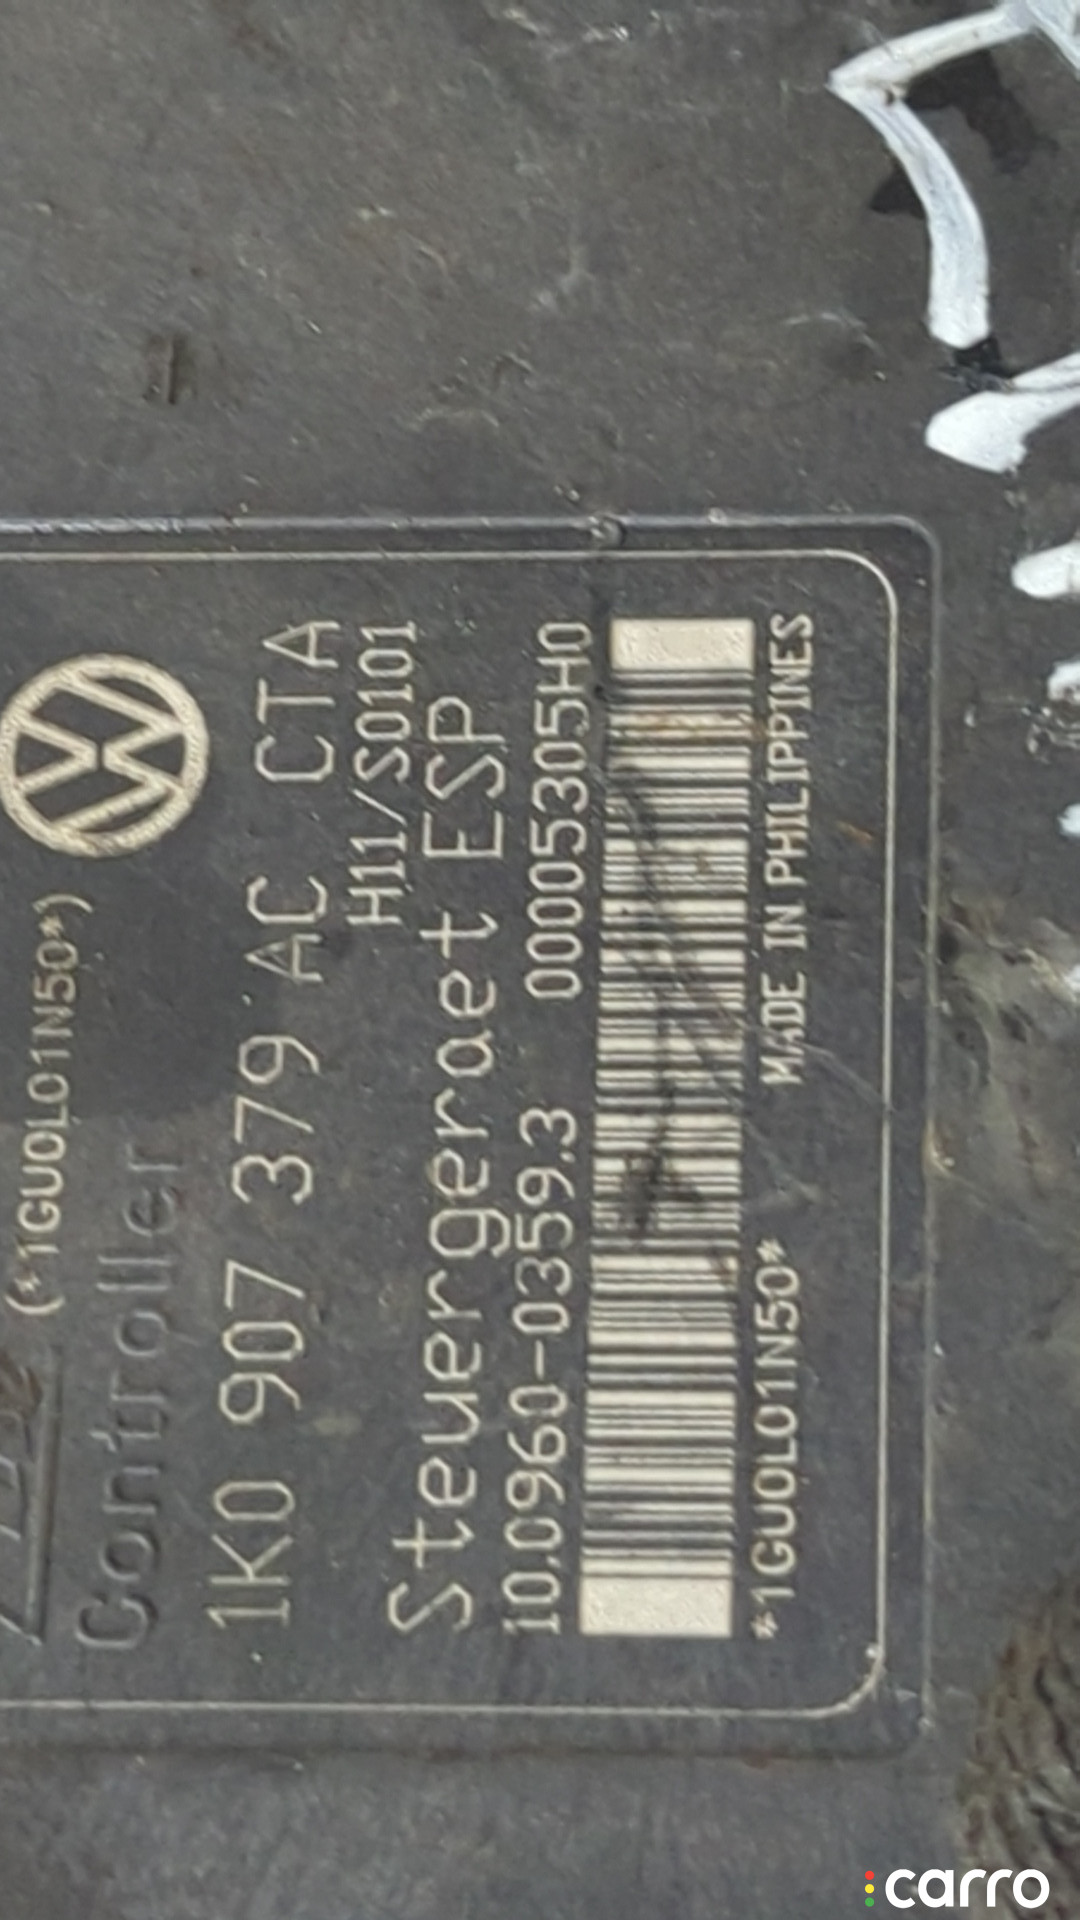 (*1GU0L01N50*)
Controller
1K0 907 379 AC CTA
H11/S0101
Steuergeraet ESP
10.0960-0359.3 00005305H0
*1GU0L01N50* MADE IN PHILIPPINES
carro